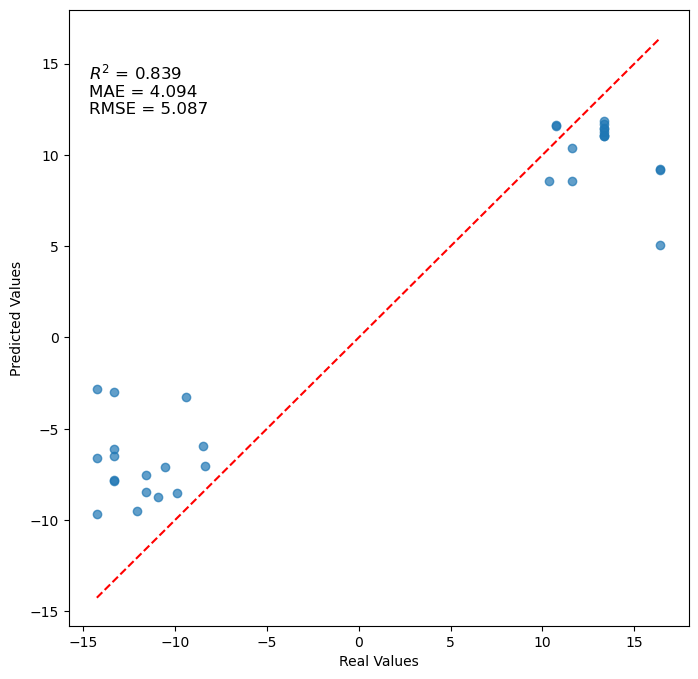 R² = 0.839
MAE = 4.094
RMSE = 5.087
15
10
5
0
−5
−10
−15
Predicted Values
−15 −10 −5 0 5 10 15
Real Values